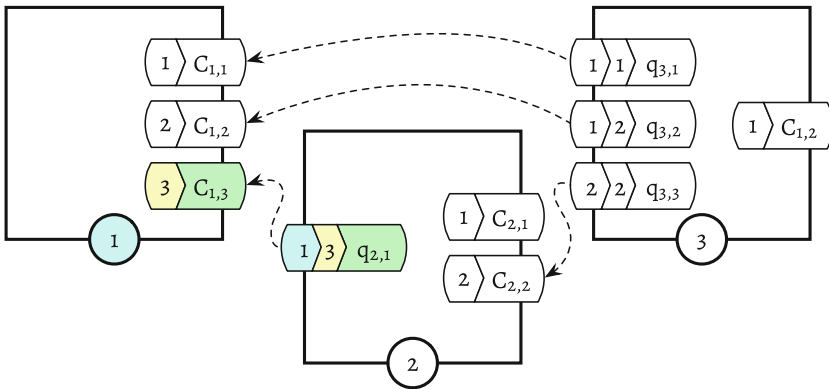 1 C1,1
2 C1,2
3 C1,3
1
1 3 q2,1
1 C2,1
2 C2,2
2
1 1 q3,1
1 2 q3,2
2 2 q3,3
1 C1,2
3